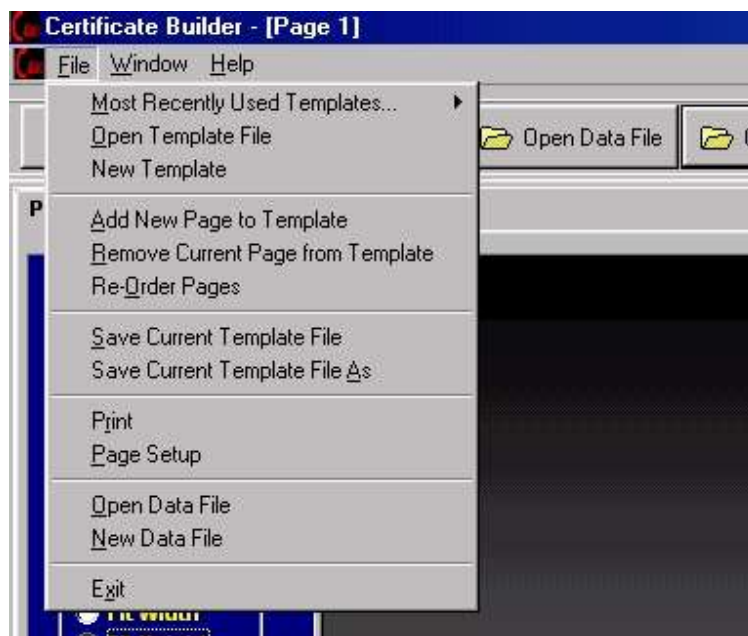 Certificate Builder - [Page 1]
File Window Help
Most Recently Used Templates...
Open Template File
New Template
Open Data File
Add New Page to Template
Remove Current Page from Template
Re-Order Pages
Save Current Template File
Save Current Template File As
Print
Page Setup
Open Data File
New Data File
Exit
Fit Width